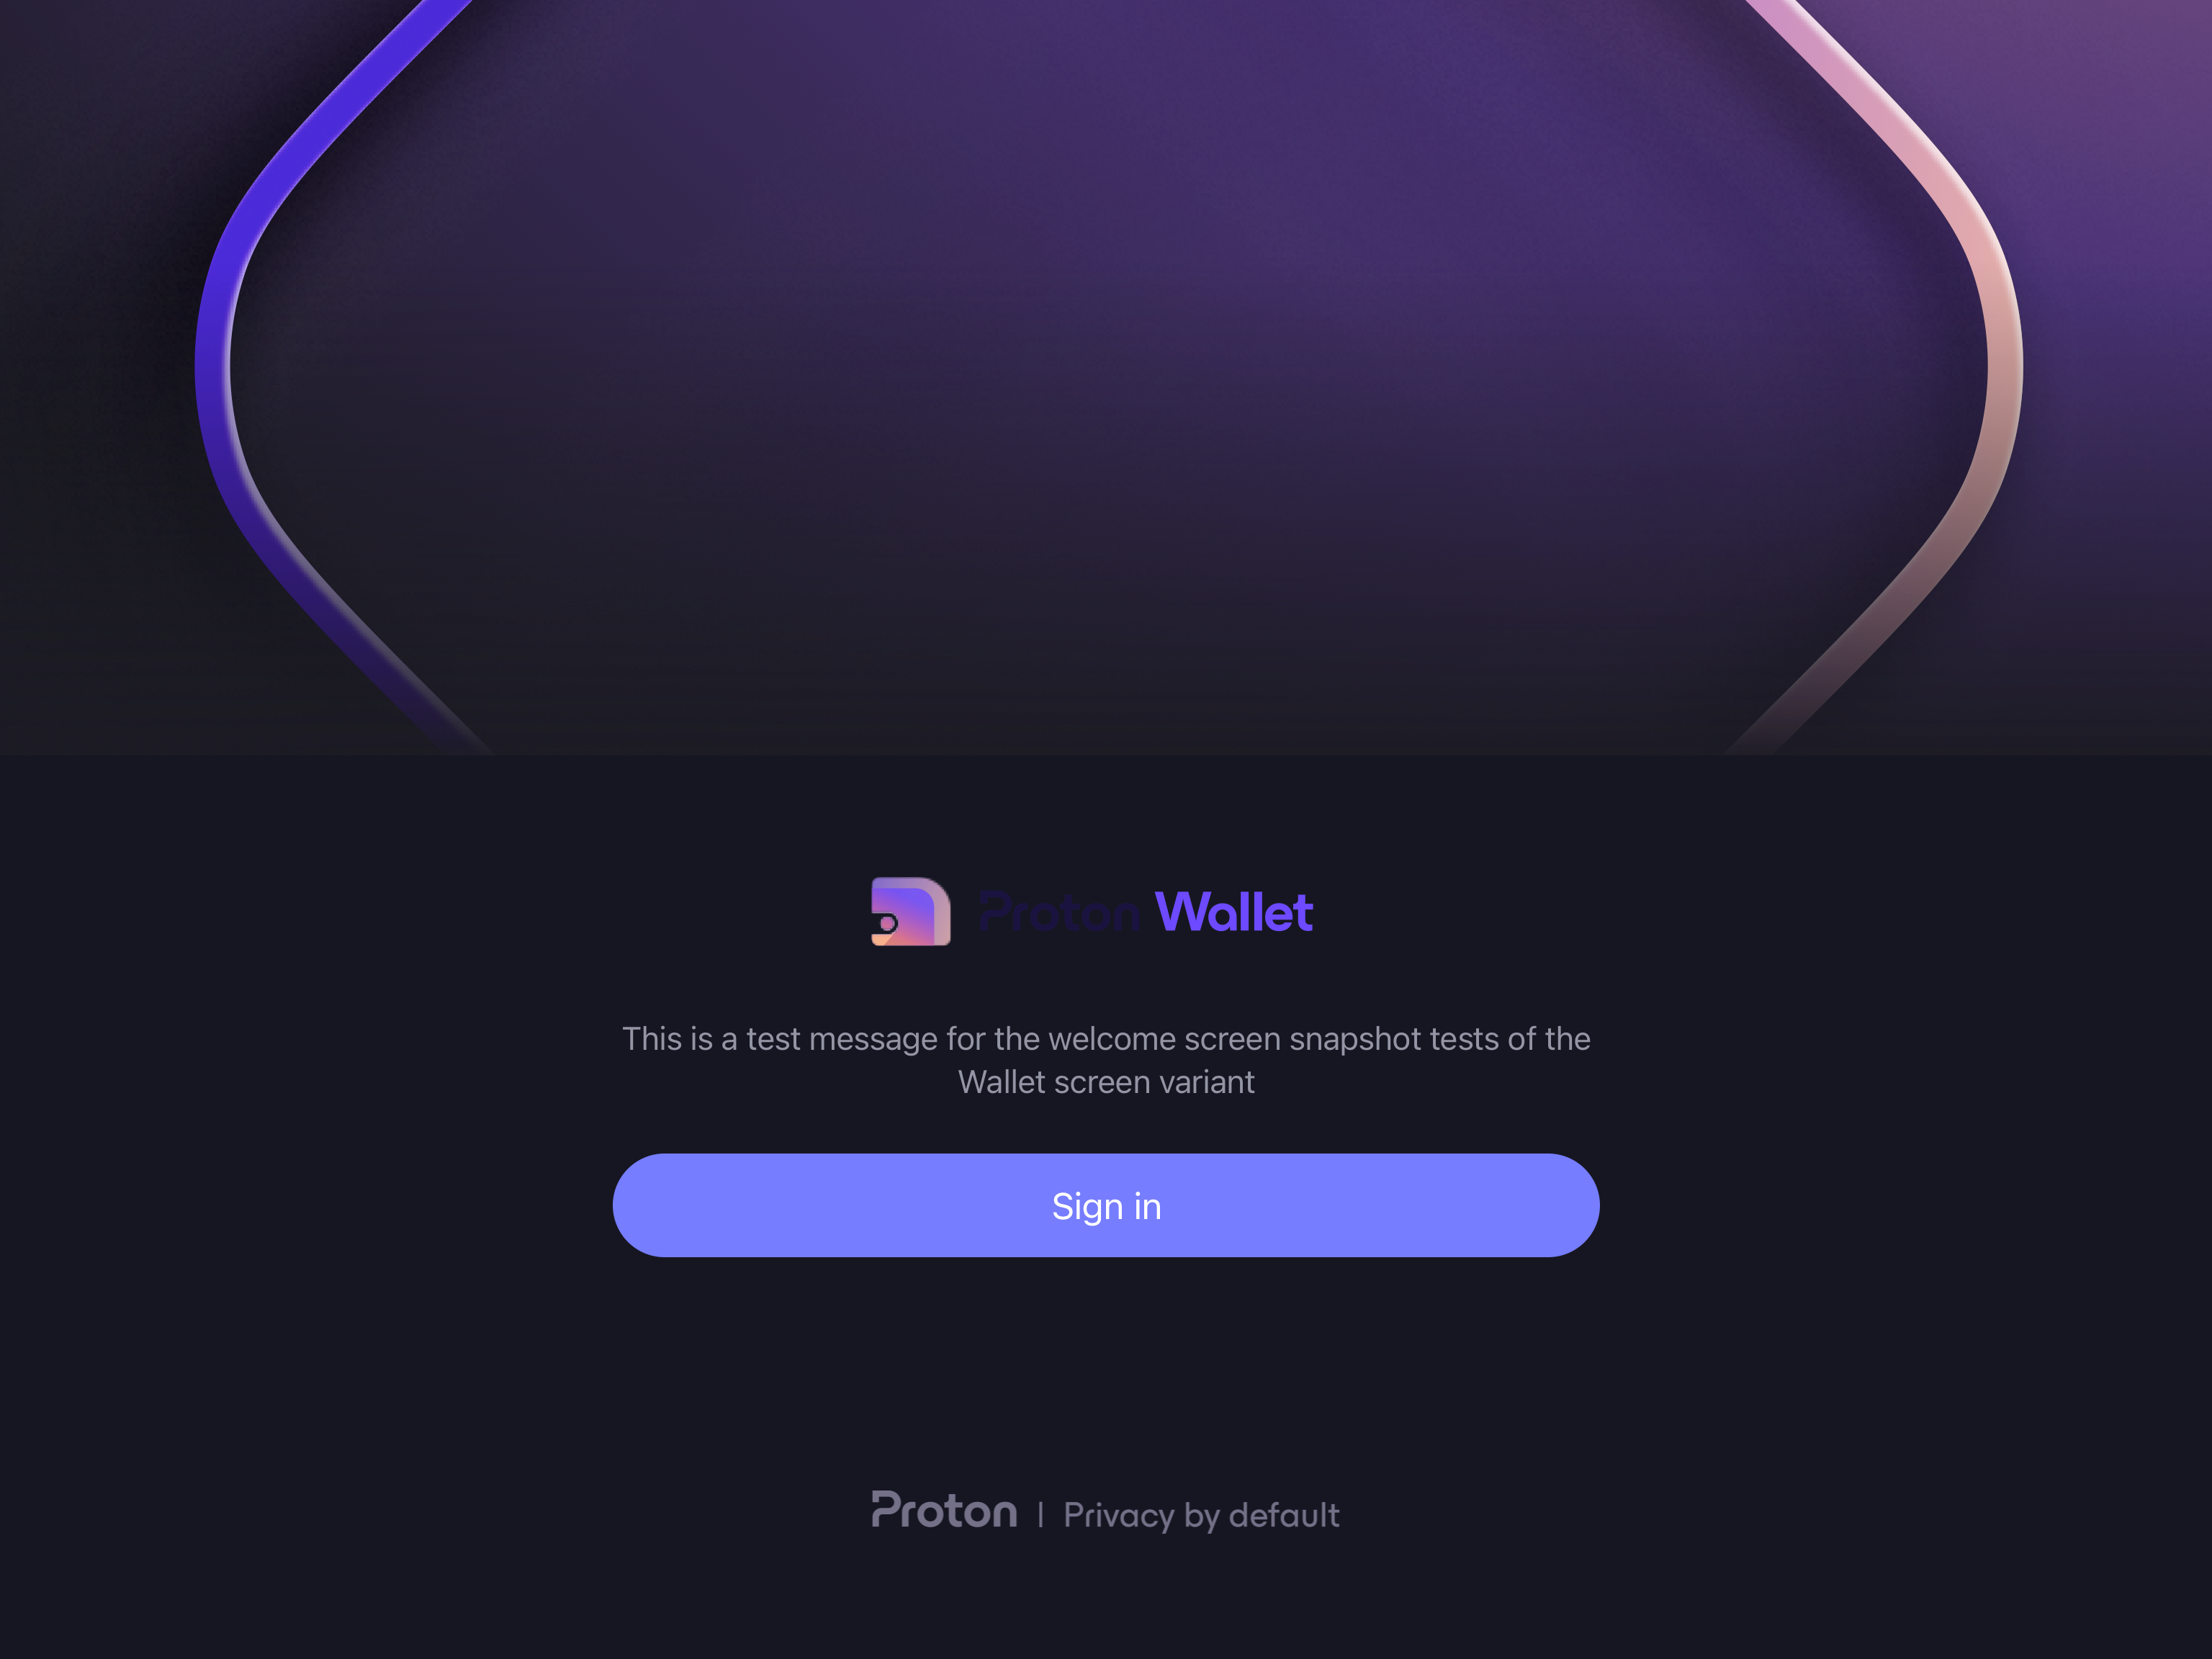 Proton Wallet
This is a test message for the welcome screen snapshot tests of the
Wallet screen variant
Sign in
Proton | Privacy by default